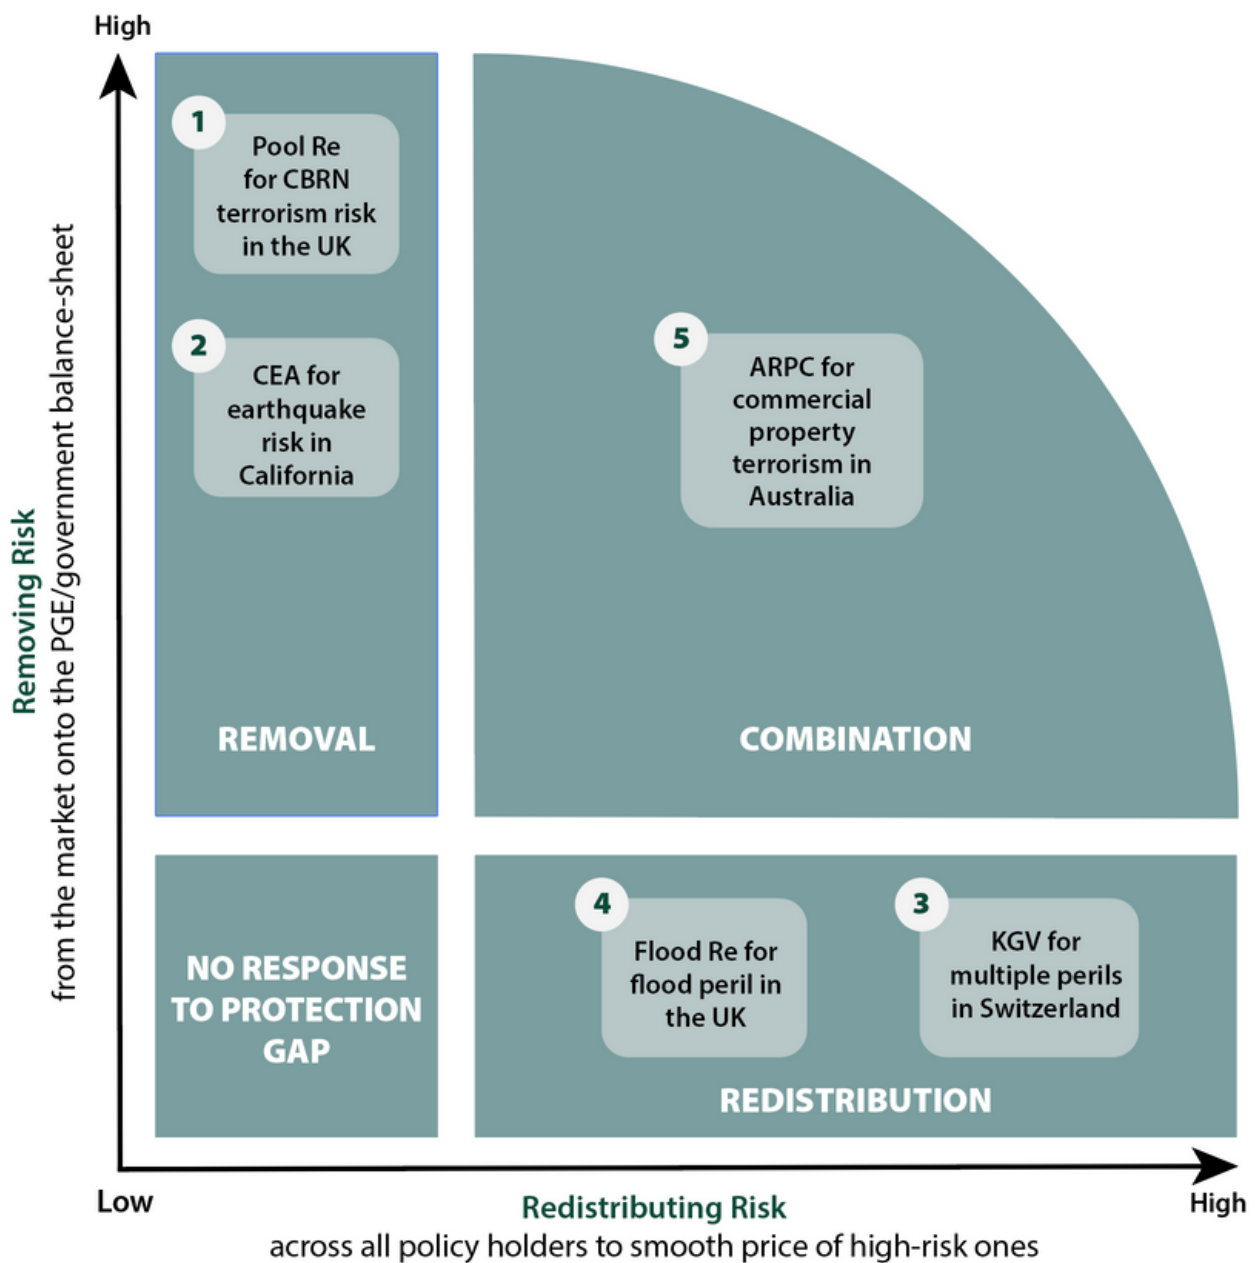 High
Removing Risk
from the market onto the PGE/government balance-sheet
1
Pool Re
for CBRN
terrorism risk
in the UK
2
CEA for
earthquake
risk in
California
REMOVAL
5
ARPC for
commercial
property
terrorism in
Australia
COMBINATION
NO RESPONSE
TO PROTECTION
GAP
4
Flood Re for
flood peril in
the UK
3
KGV for
multiple perils
in Switzerland
REDISTRIBUTION
Low
Redistributing Risk
High
across all policy holders to smooth price of high-risk ones